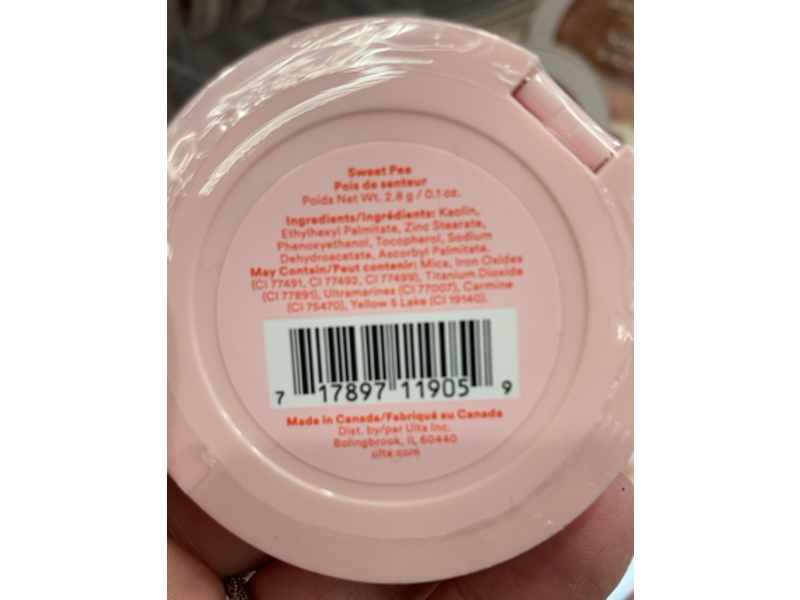 Sweet Pea
Pois de senteur
Poids Net Wt. 2.8 g / 0.1 oz.
Ingredients/Ingrédients: Kaolin,
Ethylhexyl Palmitate, Zinc Stearate,
Phenoxyethanol, Tocopherol, Sodium
Dehydroacetate, Ascorbyl Palmitate.
May Contain/Peut contenir: Mica, Iron Oxides
(CI 77491, CI 77492, CI 77499), Titanium Dioxide
(CI 77891), Ultramarines (CI 77007), Carmine
(CI 75470), Yellow 5 Lake (CI 19140).
7 17897 11905 9
Made in Canada/Fabriqué au Canada
Dist. by/par Ulta Inc.
Bolingbrook, IL 60440
ulta.com